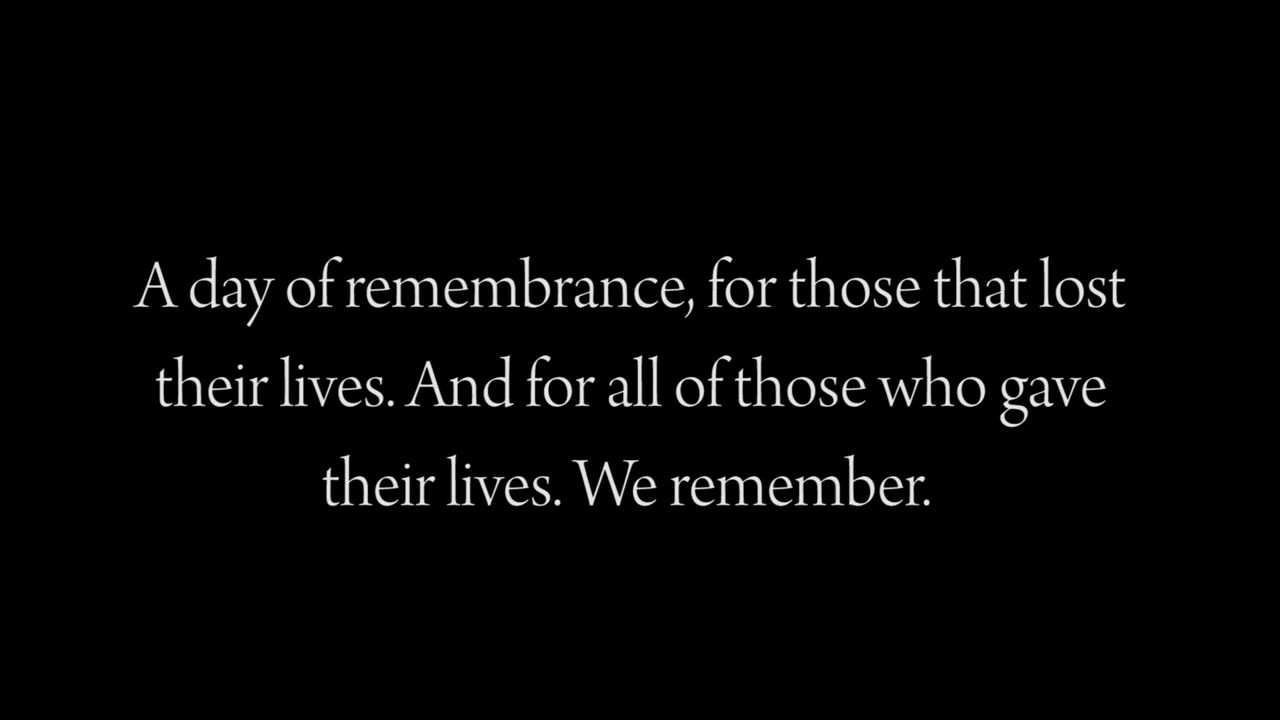 A day of remembrance, for those that lost
their lives. And for all of those who gave
their lives. We remember.